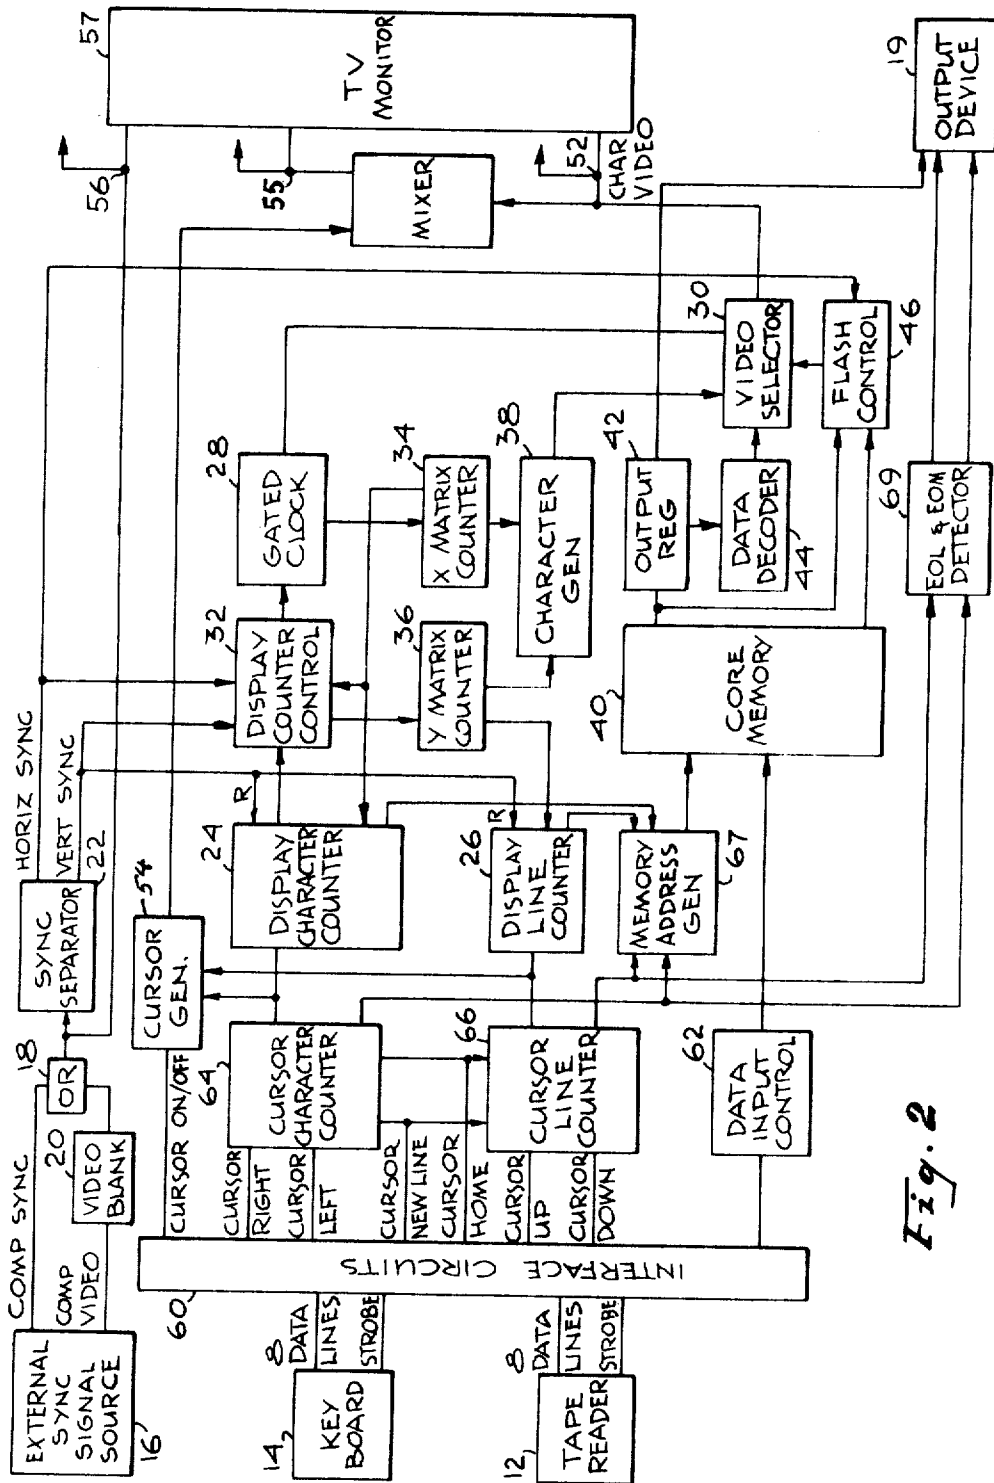 EXTERNAL
SYNC
SIGNAL
SOURCE
16
COMP SYNC
COMP
VIDEO
20
VIDEO
BLANK
18
OR
SYNC
SEPARATOR
22
HORIZ SYNC
VERT SYNC
CURSOR ON/OFF
54
CURSOR
GEN.
14
KEY
BOARD
8
DATA
LINES
STROBE
12
TAPE
READER
8
DATA
LINES
STROBE
60
INTERFACE CIRCUITS
CURSOR
RIGHT
CURSOR
LEFT
CURSOR
NEW LINE
CURSOR
HOME
CURSOR
UP
CURSOR
DOWN
64
CURSOR
CHARACTER
COUNTER
66
CURSOR
LINE
COUNTER
62
DATA
INPUT
CONTROL
24
DISPLAY
CHARACTER
COUNTER
R
26
DISPLAY
LINE
COUNTER
R
MEMORY
ADDRESS
GEN
67
32
DISPLAY
COUNTER
CONTROL
28
GATED
CLOCK
36
Y MATRIX
COUNTER
34
X MATRIX
COUNTER
38
CHARACTER
GEN
40
CORE
MEMORY
42
OUTPUT
REG
DATA
DECODER
44
30
VIDEO
SELECTOR
FLASH
CONTROL
46
69
EOL & EOM
DETECTOR
MIXER
56
55
52
CHAR
VIDEO
57
TV
MONITOR
19
OUTPUT
DEVICE
Fig. 2